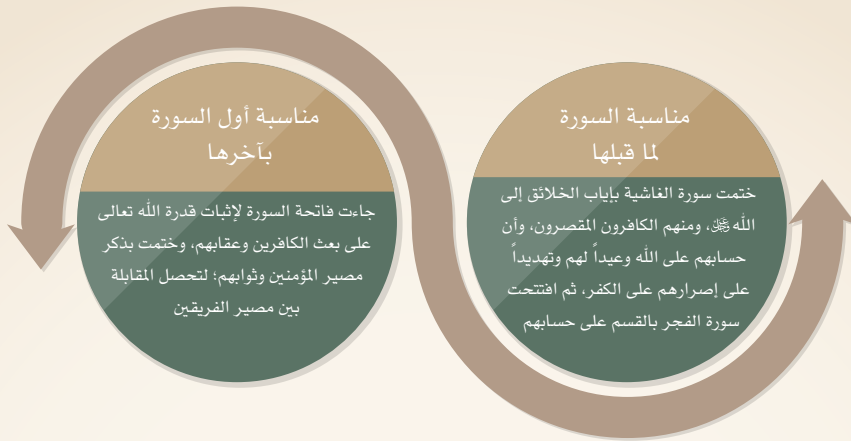 مناسبة السورة
لما قبلها
ختمت سورة الغاشية بإياب الخلائق إلى
الله ﷻ، ومنهم الكافرون المقصرون، وأن
حسابهم على الله وعيداً لهم وتهديداً
على إصرارهم على الكفر، ثم افتتحت
سورة الفجر بالقسم على حسابهم
مناسبة أول السورة
بآخرها
جاءت فاتحة السورة لإثبات قدرة الله تعالى
على بعث الكافرين وعقابهم، وختمت بذكر
مصير المؤمنين وثوابهم؛ لتحصل المقابلة
بين مصير الفريقين